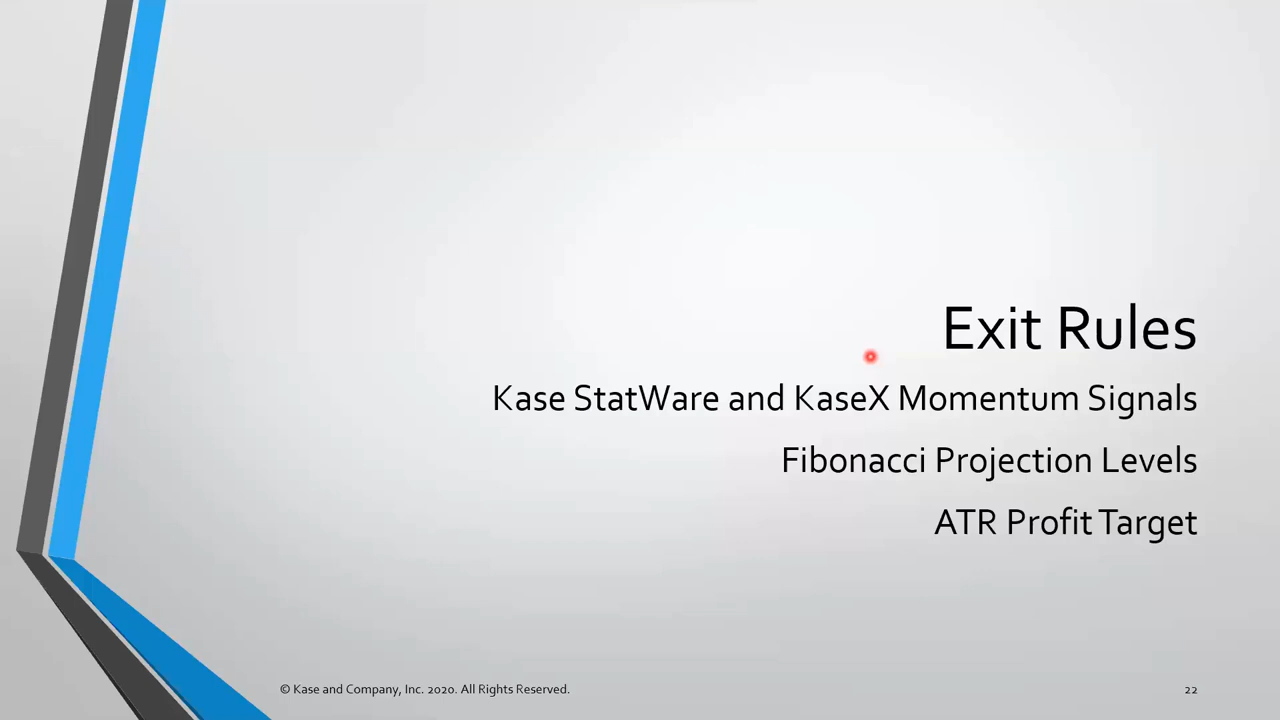 Exit Rules
Kase StatWare and KaseX Momentum Signals
Fibonacci Projection Levels
ATR Profit Target
© Kase and Company, Inc. 2020. All Rights Reserved.
22